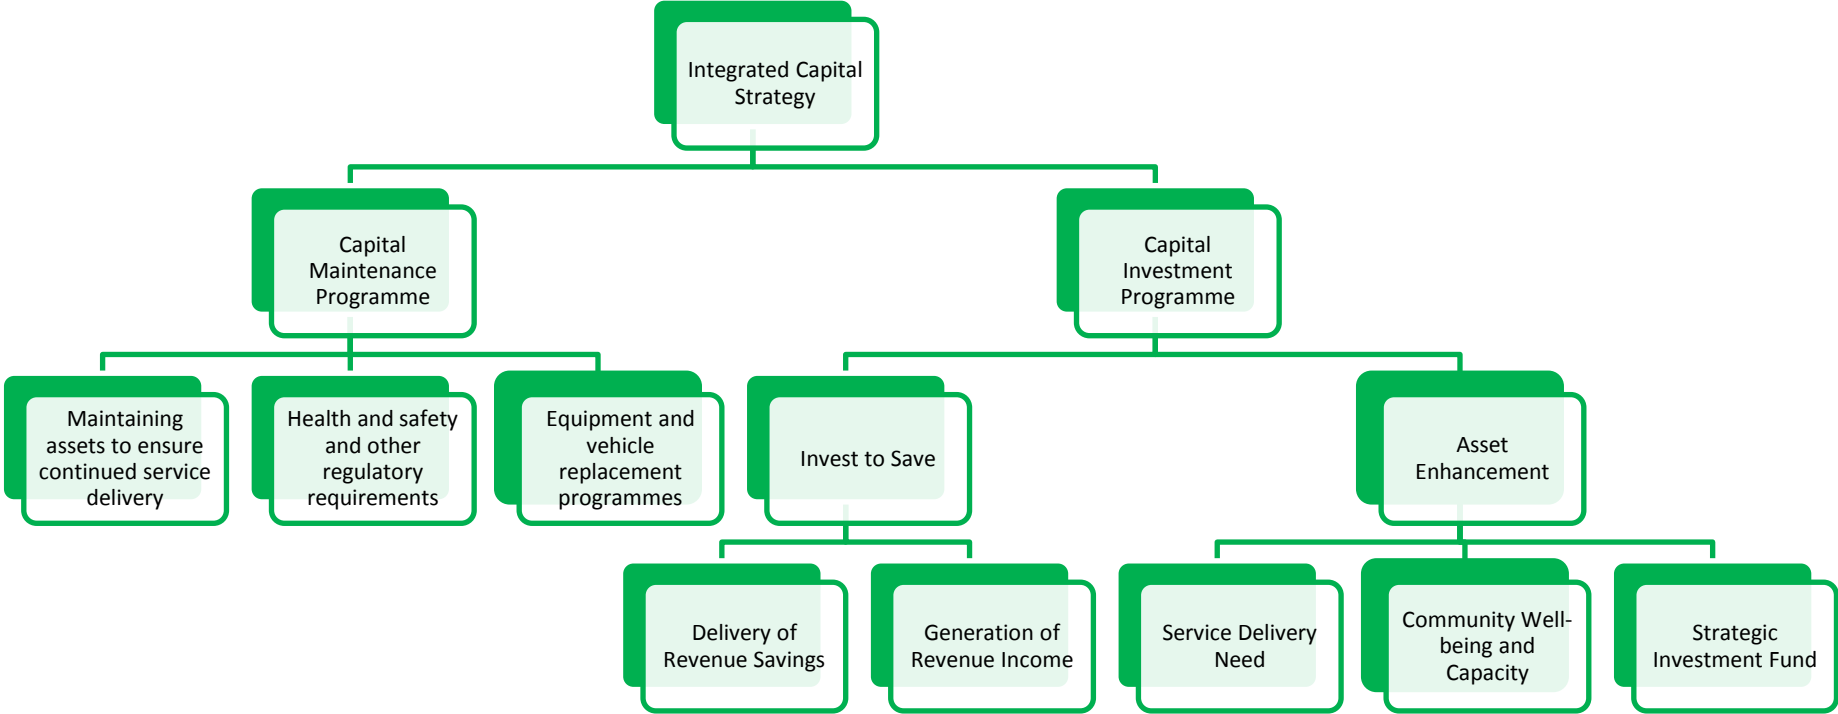 Integrated Capital
Strategy
Capital
Maintenance
Programme
Capital
Investment
Programme
Maintaining
assets to ensure
continued service
delivery
Health and safety
and other
regulatory
requirements
Equipment and
vehicle
replacement
programmes
Invest to Save
Asset
Enhancement
Delivery of
Revenue Savings
Generation of
Revenue Income
Service Delivery
Need
Community Well-
being and
Capacity
Strategic
Investment Fund